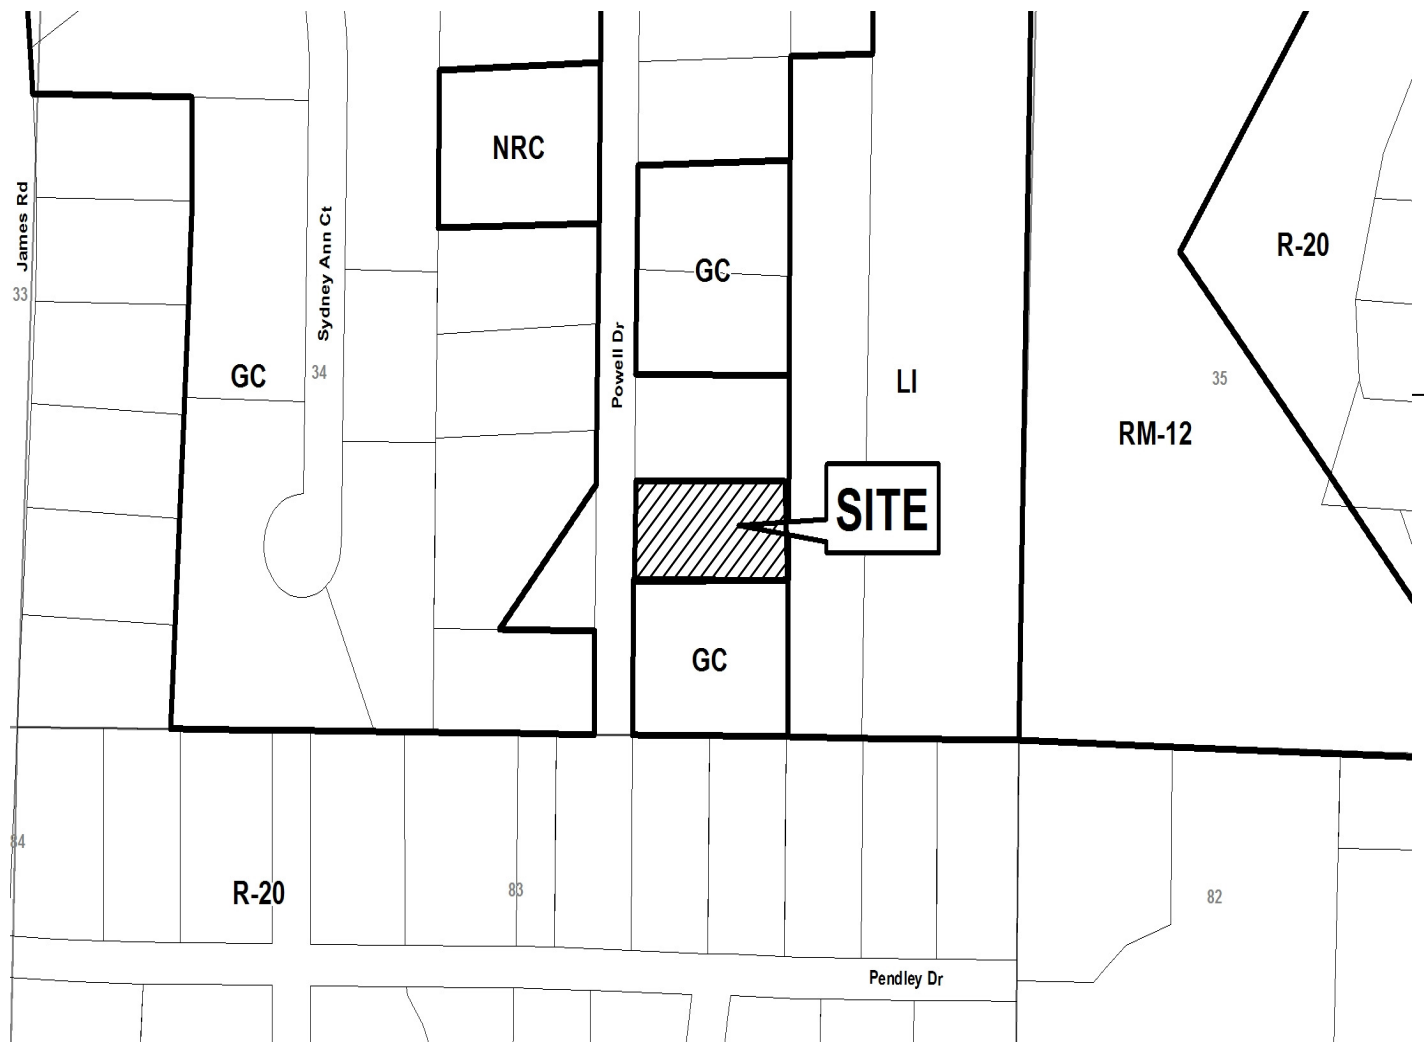 NRC
James Rd
Sydney Ann Ct
R-20
GC
33
Powell Dr
34
GC
LI
35
RM-12
SITE
GC
84
R-20
83
82
Pendley Dr